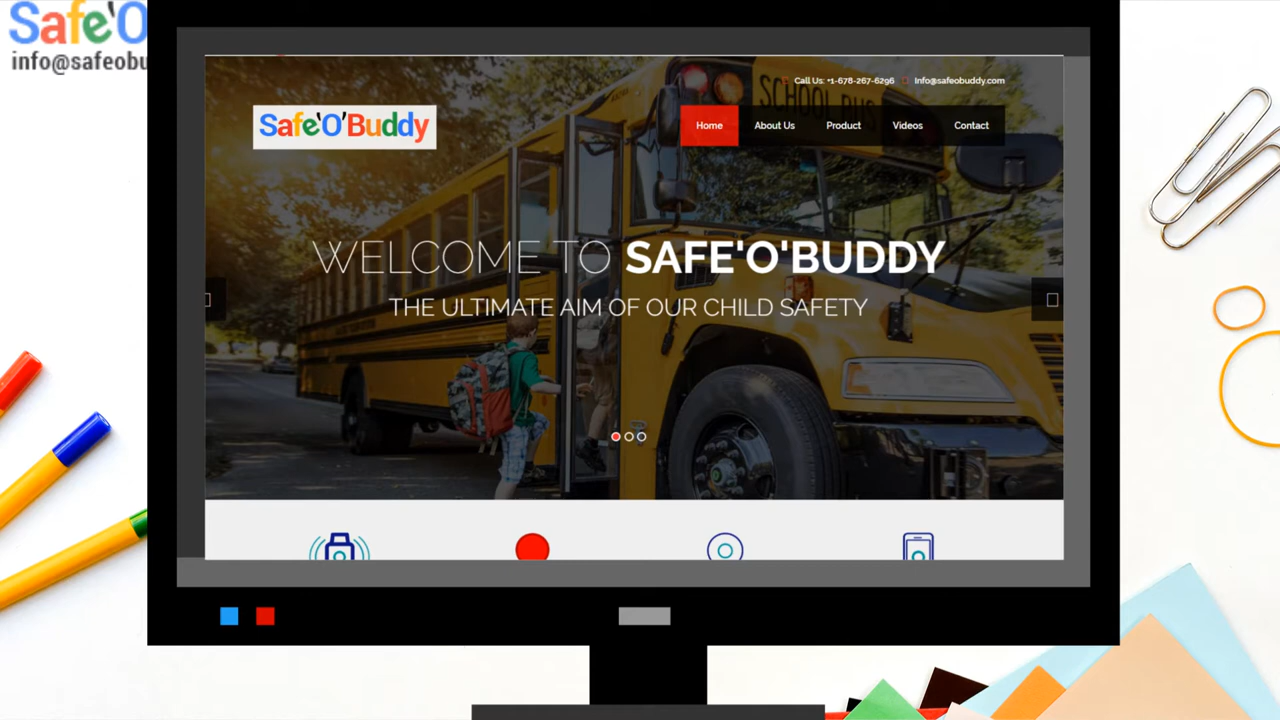 Safe'O
info@safeobu
Call Us: +1-678-267-6296 Info@safeobuddy.com
SCHOOL BUS
Safe'O'Buddy
Home About Us Product Videos Contact
WELCOME TO SAFE'O'BUDDY
THE ULTIMATE AIM OF OUR CHILD SAFETY